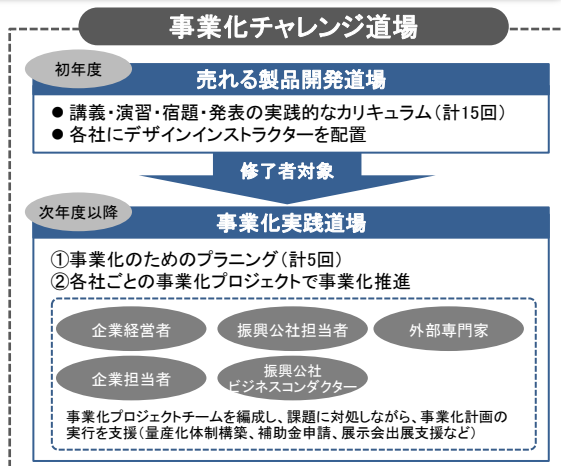 事業化チャレンジ道場
初年度
売れる製品開発道場
● 講義・演習・宿題・発表の実践的なカリキュラム(計15回)
● 各社にデザインインストラクターを配置
修了者対象
次年度以降
事業化実践道場
①事業化のためのプラニング(計5回)
②各社ごとの事業化プロジェクトで事業化推進
企業経営者
振興公社担当者
外部専門家
企業担当者
振興公社
ビジネスコンダクター
事業化プロジェクトチームを編成し、課題に対処しながら、事業化計画の
実行を支援(量産化体制構築、補助金申請、展示会出展支援など)